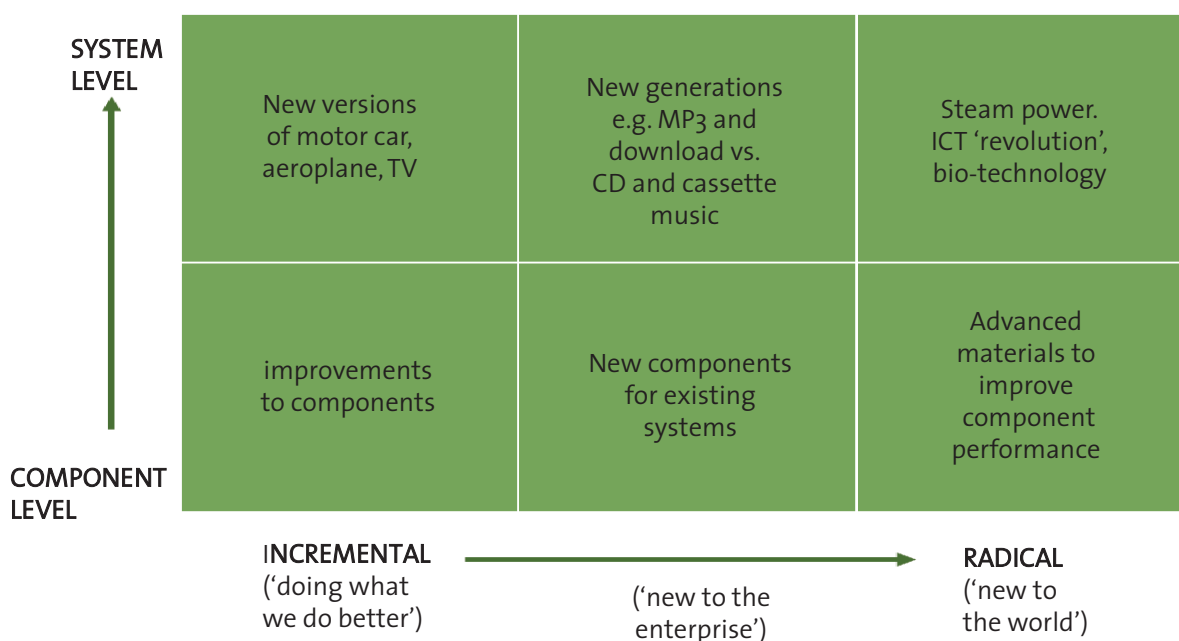 SYSTEM
LEVEL
New versions
of motor car,
aeroplane, TV
New generations
e.g. MP3 and
download vs.
CD and cassette
music
Steam power.
ICT ‘revolution’,
bio-technology
improvements
to components
New components
for existing
systems
Advanced
materials to
improve
component
performance
COMPONENT
LEVEL
INCREMENTAL
(‘doing what
we do better’)
(‘new to the
enterprise’)
RADICAL
(‘new to
the world’)